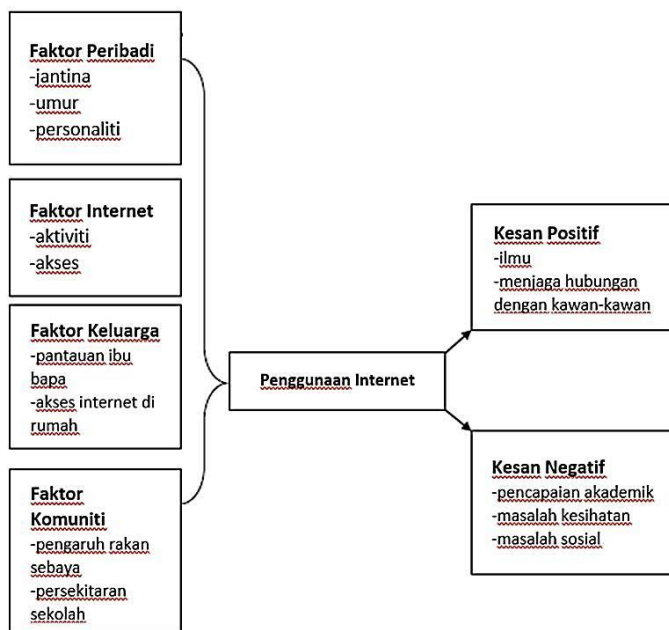 Faktor Peribadi
-jantina
-umur
-personaliti
Faktor Internet
-aktiviti
-akses
Faktor Keluarga
-pantauan ibu
bapa
-akses internet di
rumah
Faktor
Komuniti
-pengaruh rakan
sebaya
-persekitaran
sekolah
Penggunaan Internet
Kesan Positif
-ilmu
-menjaga hubungan
dengan kawan-kawan
Kesan Negatif
-pencapaian akademik
-masalah kesihatan
-masalah sosial